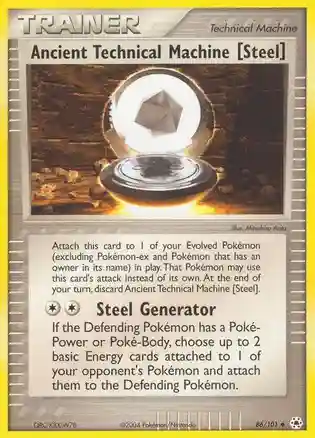 TRAINER
Technical Machine
Ancient Technical Machine [Steel]
Attach this card to 1 of your Evolved Pokémon
(excluding Pokémon-ex and Pokémon that has an
owner in its name) in play. That Pokémon may use
this card's attack instead of its own. At the end of
your turn, discard Ancient Technical Machine [Steel].
Steel Generator
If the Defending Pokémon has a Poké-
Power or Poké-Body, choose up to 2
basic Energy cards attached to 1 of
your opponent's Pokémon and attach
them to the Defending Pokémon.
©2004 Pokémon/Nintendo
86/101